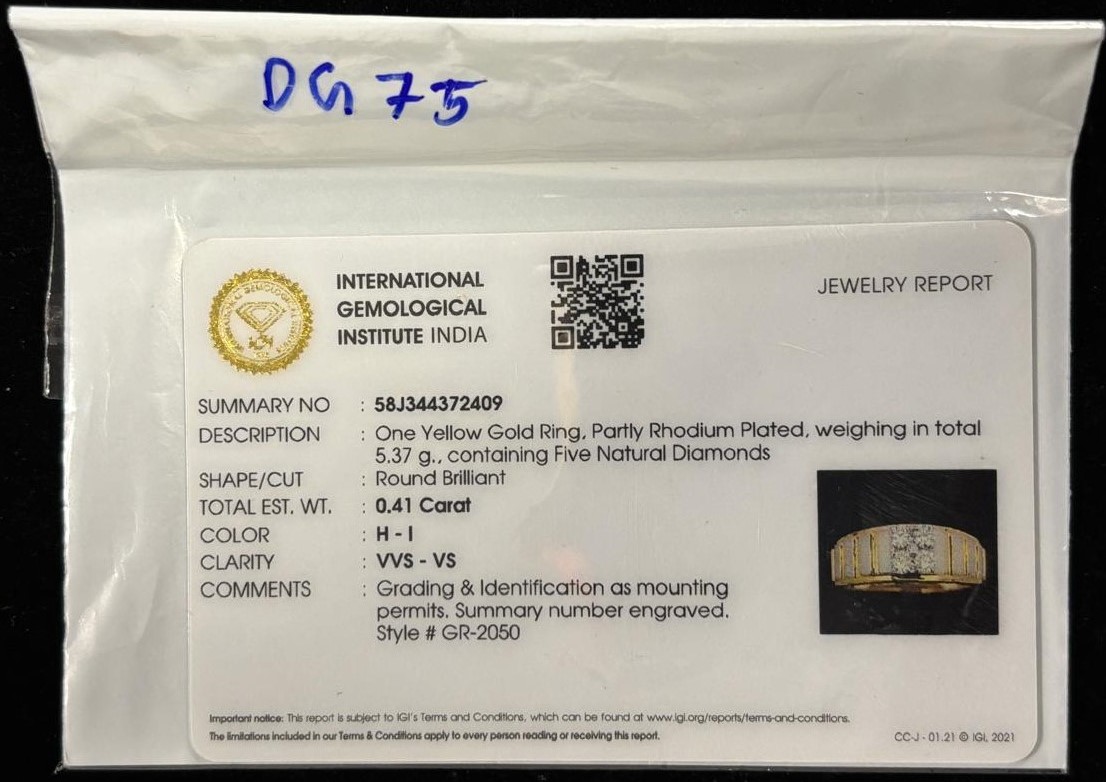 DG 75
INTERNATIONAL
GEMOLOGICAL
INSTITUTE INDIA
JEWELRY REPORT
SUMMARY NO : 58J344372409
DESCRIPTION : One Yellow Gold Ring, Partly Rhodium Plated, weighing in total
5.37 g., containing Five Natural Diamonds
SHAPE/CUT : Round Brilliant
TOTAL EST. WT. : 0.41 Carat
COLOR : H - I
CLARITY : VVS - VS
COMMENTS : Grading & Identification as mounting
permits. Summary number engraved.
Style # GR-2050
Important notice: This report is subject to IGI's Terms and Conditions, which can be found at www.igi.org/reports/terms-and-conditions.
The limitations included in our Terms & Conditions apply to every person reading or receiving this report.
CC-J - 01.21 © IGI, 2021